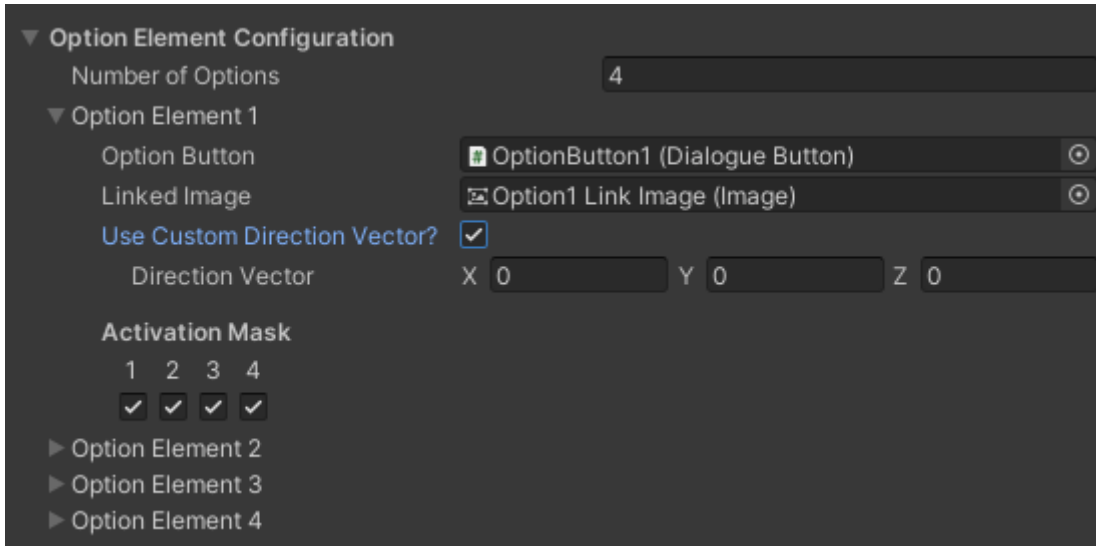 Option Element Configuration
Number of Options 4
Option Element 1
Option Button # OptionButton1 (Dialogue Button)
Linked Image Option1 Link Image (Image)
Use Custom Direction Vector?
Direction Vector X 0 Y 0 Z 0
Activation Mask
1 2 3 4
Option Element 2
Option Element 3
Option Element 4